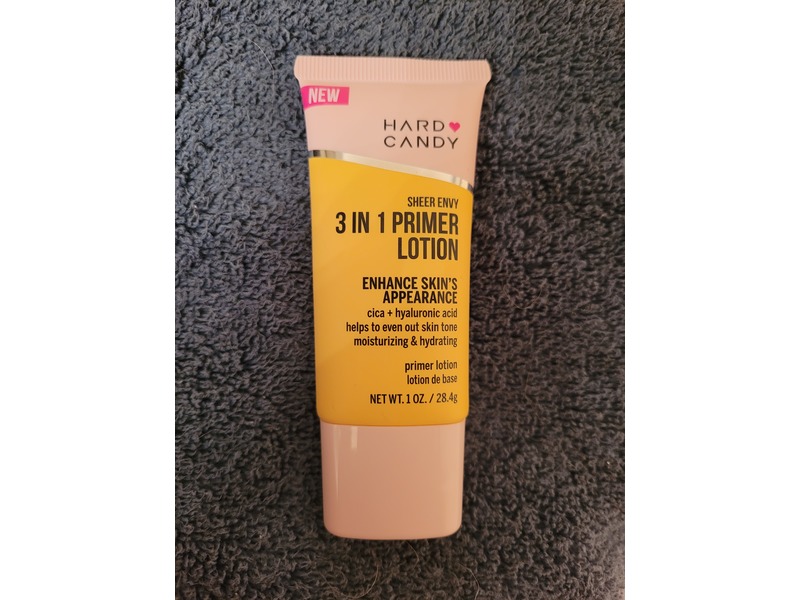 NEW
HARD
CANDY
SHEER ENVY
3 IN 1 PRIMER
LOTION
ENHANCE SKIN'S
APPEARANCE
cica + hyaluronic acid
helps to even out skin tone
moisturizing & hydrating
primer lotion
lotion de base
NET WT. 1 OZ. / 28.4g